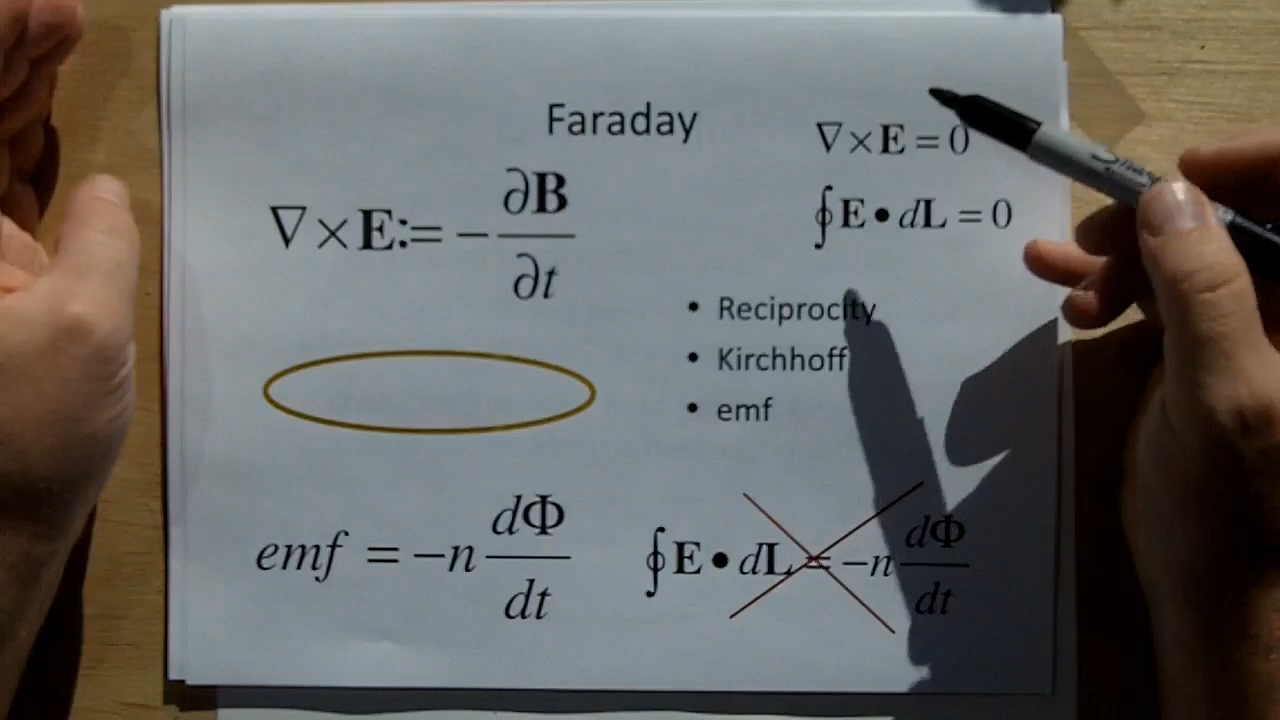 Faraday
∇×E:= −∂B/∂t
∇×E = 0
∮E•dL = 0
• Reciprocity
• Kirchhoff
• emf
emf = −n dΦ/dt
∮E•dL = −n dΦ/dt